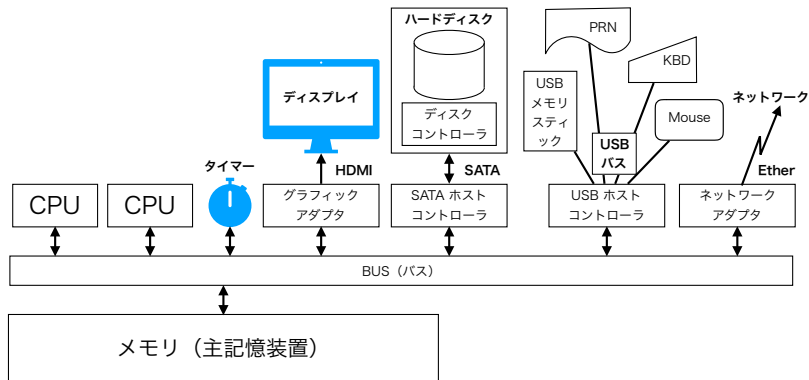 ハードディスク
PRN
KBD
ディスプレイ
ディスク
コントローラ
USB
メモリ
スティ
ック
USB
バス
Mouse
ネットワーク
タイマー
HDMI
SATA
Ether
CPU
CPU
グラフィック
アダプタ
SATA ホスト
コントローラ
USB ホスト
コントローラ
ネットワーク
アダプタ
BUS（バス）
メモリ（主記憶装置）